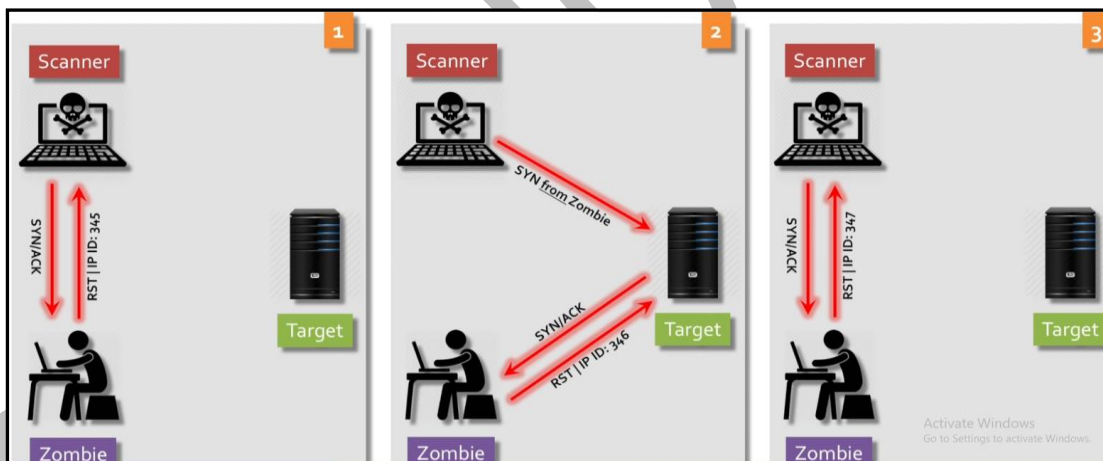 1
Scanner
SYN/ACK
RST | IP ID: 345
Target
Zombie
2
Scanner
SYN from Zombie
SYN/ACK
RST | IP ID: 346
Target
Zombie
3
Scanner
SYN/ACK
RST | IP ID: 347
Target
Zombie
Activate Windows
Go to Settings to activate Windows.